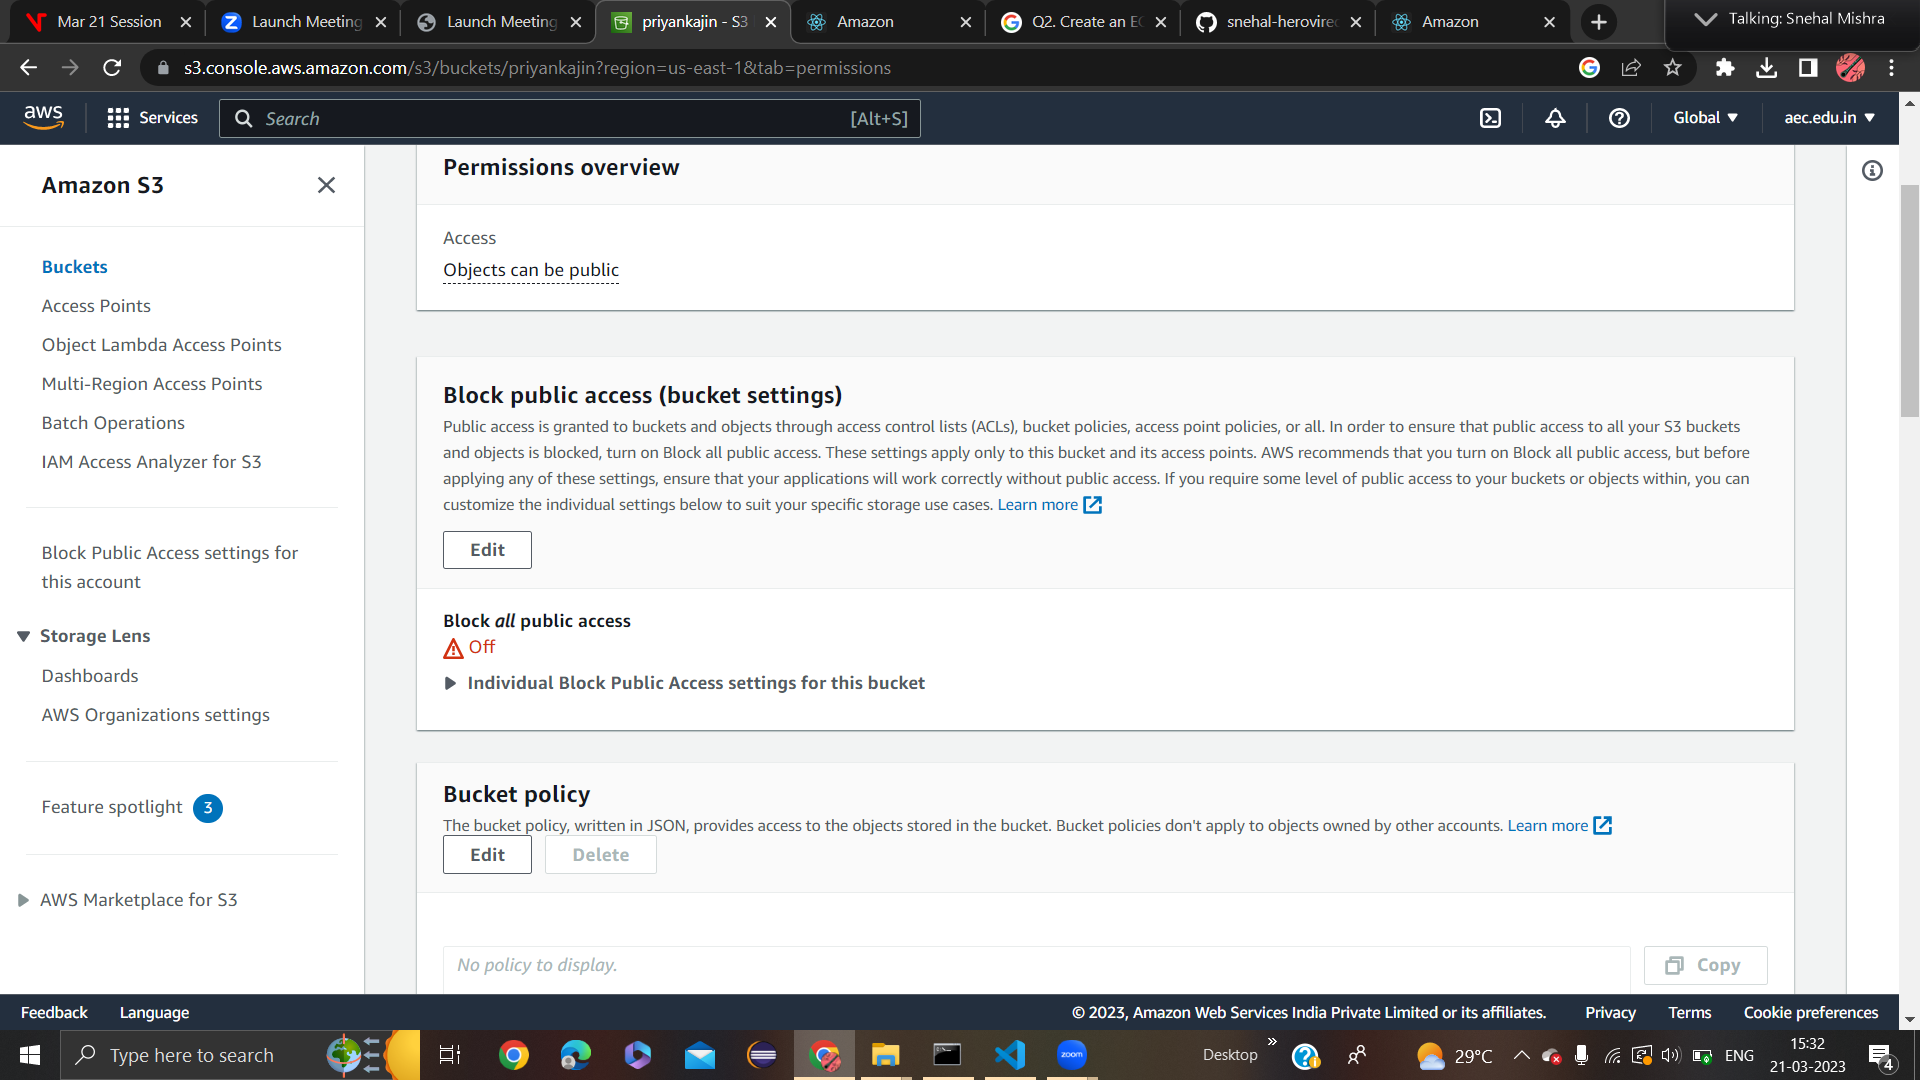 Mar 21 Session
Launch Meeting
Launch Meeting
priyankajin - S3
Amazon
Q2. Create an EC
snehal-herovired
Amazon
Talking: Snehal Mishra
s3.console.aws.amazon.com/s3/buckets/priyankajin?region=us-east-1&tab=permissions
aws
Services
Search
[Alt+S]
Global
aec.edu.in
Amazon S3
Buckets
Access Points
Object Lambda Access Points
Multi-Region Access Points
Batch Operations
IAM Access Analyzer for S3
Block Public Access settings for
this account
Storage Lens
Dashboards
AWS Organizations settings
Feature spotlight 3
AWS Marketplace for S3
Permissions overview
Access
Objects can be public
Block public access (bucket settings)
Public access is granted to buckets and objects through access control lists (ACLs), bucket policies, access point policies, or all. In order to ensure that public access to all your S3 buckets
and objects is blocked, turn on Block all public access. These settings apply only to this bucket and its access points. AWS recommends that you turn on Block all public access, but before
applying any of these settings, ensure that your applications will work correctly without public access. If you require some level of public access to your buckets or objects within, you can
customize the individual settings below to suit your specific storage use cases. Learn more
Edit
Block all public access
Off
Individual Block Public Access settings for this bucket
Bucket policy
The bucket policy, written in JSON, provides access to the objects stored in the bucket. Bucket policies don't apply to objects owned by other accounts. Learn more
Edit
Delete
No policy to display.
Copy
Feedback
Language
© 2023, Amazon Web Services India Private Limited or its affiliates.
Privacy
Terms
Cookie preferences
Type here to search
zoom
Desktop
29°C
ENG
15:32
21-03-2023
4